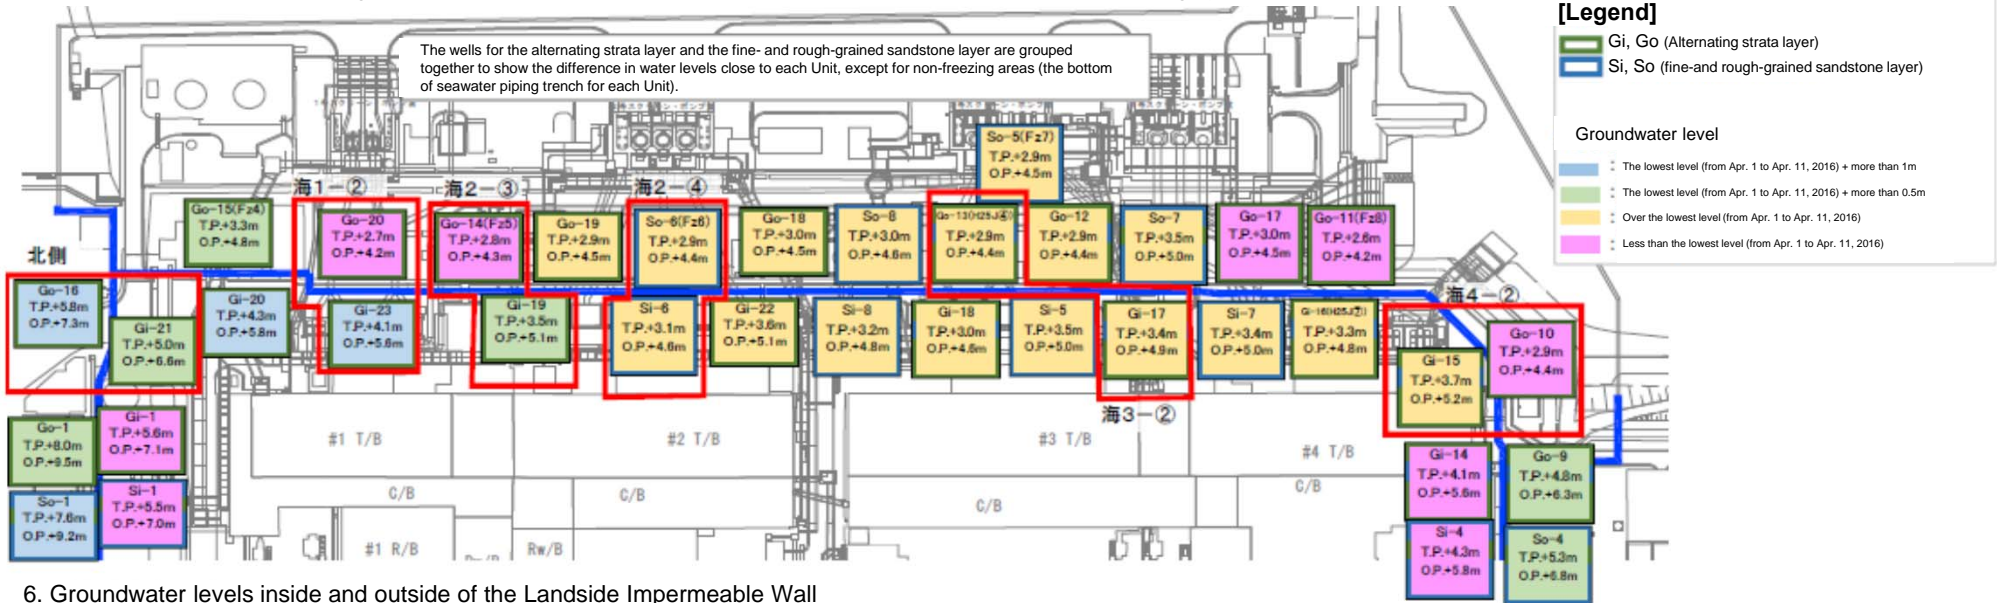 [Legend]
Gi, Go (Alternating strata layer)
Si, So (fine-and rough-grained sandstone layer)
Groundwater level
: The lowest level (from Apr. 1 to Apr. 11, 2016) + more than 1m
: The lowest level (from Apr. 1 to Apr. 11, 2016) + more than 0.5m
: Over the lowest level (from Apr. 1 to Apr. 11, 2016)
: Less than the lowest level (from Apr. 1 to Apr. 11, 2016)
The wells for the alternating strata layer and the fine- and rough-grained sandstone layer are grouped
together to show the difference in water levels close to each Unit, except for non-freezing areas (the bottom
of seawater piping trench for each Unit).
So-5(Fz7)
T.P.+2.9m
O.P.+4.5m
海1-②
海2-③
海2-④
Go-15(Fz4)
T.P.+3.3m
O.P.+4.8m
Go-20
T.P.+2.7m
O.P.+4.2m
Go-14(Fz5)
T.P.+2.8m
O.P.+4.3m
Go-19
T.P.+2.9m
O.P.+4.5m
So-6(Fz6)
T.P.+2.9m
O.P.+4.4m
Go-18
T.P.+3.0m
O.P.+4.5m
So-8
T.P.+3.0m
O.P.+4.6m
Go-13(H25J④)
T.P.+2.9m
O.P.+4.4m
Go-12
T.P.+2.9m
O.P.+4.4m
So-7
T.P.+3.5m
O.P.+5.0m
Go-17
T.P.+3.0m
O.P.+4.5m
Go-11(Fz8)
T.P.+2.6m
O.P.+4.2m
北側
Go-16
T.P.+5.8m
O.P.+7.3m
Gi-21
T.P.+5.0m
O.P.+6.6m
Gi-20
T.P.+4.3m
O.P.+5.8m
Gi-23
T.P.+4.1m
O.P.+5.6m
Gi-19
T.P.+3.5m
O.P.+5.1m
Si-6
T.P.+3.1m
O.P.+4.6m
Gi-22
T.P.+3.6m
O.P.+5.1m
Si-8
T.P.+3.2m
O.P.+4.8m
Gi-18
T.P.+3.0m
O.P.+4.6m
Si-5
T.P.+3.5m
O.P.+5.0m
Gi-17
T.P.+3.4m
O.P.+4.9m
Si-7
T.P.+3.4m
O.P.+5.0m
Gi-16(H25J⑦)
T.P.+3.3m
O.P.+4.8m
海4-②
Gi-15
T.P.+3.7m
O.P.+5.2m
Go-10
T.P.+2.9m
O.P.+4.4m
海3-②
Go-1
T.P.+8.0m
O.P.+9.5m
Gi-1
T.P.+5.6m
O.P.+7.1m
#1 T/B
#2 T/B
#3 T/B
#4 T/B
Gi-14
T.P.+4.1m
O.P.+5.6m
Go-9
T.P.+4.8m
O.P.+6.3m
So-1
T.P.+7.6m
O.P.+9.2m
Si-1
T.P.+5.5m
O.P.+7.0m
C/B
C/B
C/B
C/B
#1 R/B
Rw/B
Si-4
T.P.+4.3m
O.P.+5.8m
So-4
T.P.+5.3m
O.P.+6.8m
6. Groundwater levels inside and outside of the Landside Impermeable Wall